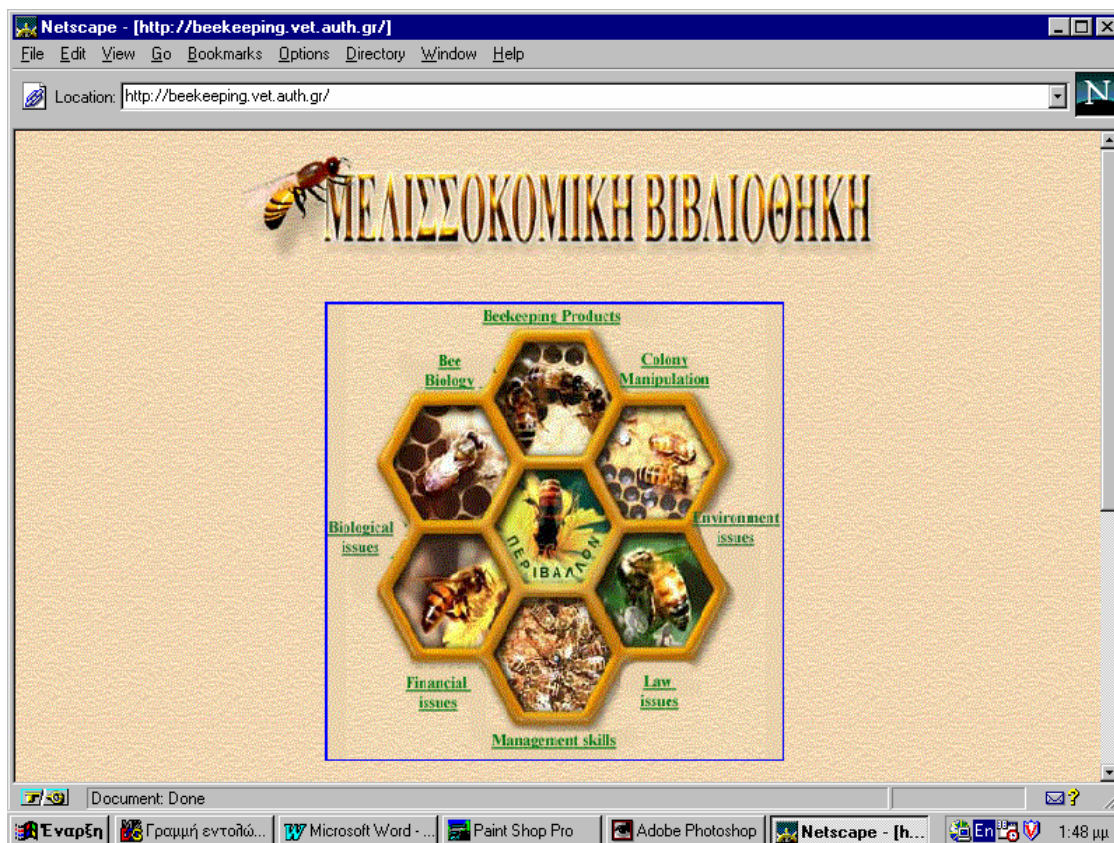 Netscape - [http://beekeeping.vet.auth.gr/]
File Edit View Go Bookmarks Options Directory Window Help
Location: http://beekeeping.vet.auth.gr/
N
ΜΕΛΙΣΣΟΚΟΜΙΚΗ ΒΙΒΛΙΟΘΗΚΗ
Beekeeping Products
Bee
Biology
Colony
Manipulation
Biological
issues
ΠΕΡΙΒΑΛΛΟΝ
Environment
issues
Financial
issues
Law
issues
Management skills
Document: Done
Έναρξη Γραμμή εντολώ... Microsoft Word - ... Paint Shop Pro Adobe Photoshop Netscape - [h... En 1:48 μμ